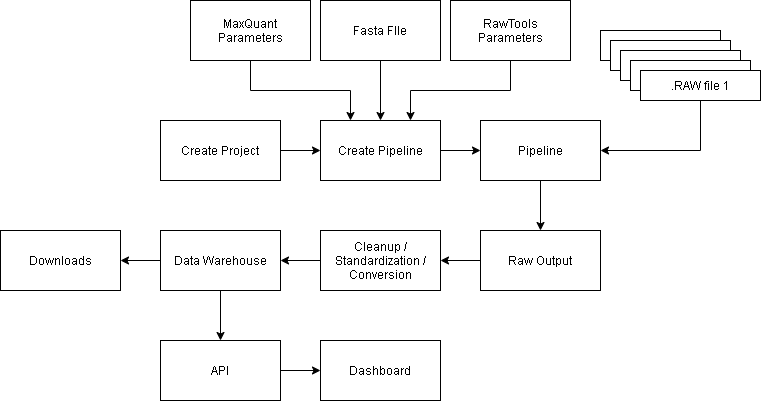 MaxQuant
Parameters
Fasta FIle
RawTools
Parameters
.RAW file 1
Create Project
Create Pipeline
Pipeline
Downloads
Data Warehouse
Cleanup /
Standardization /
Conversion
Raw Output
API
Dashboard